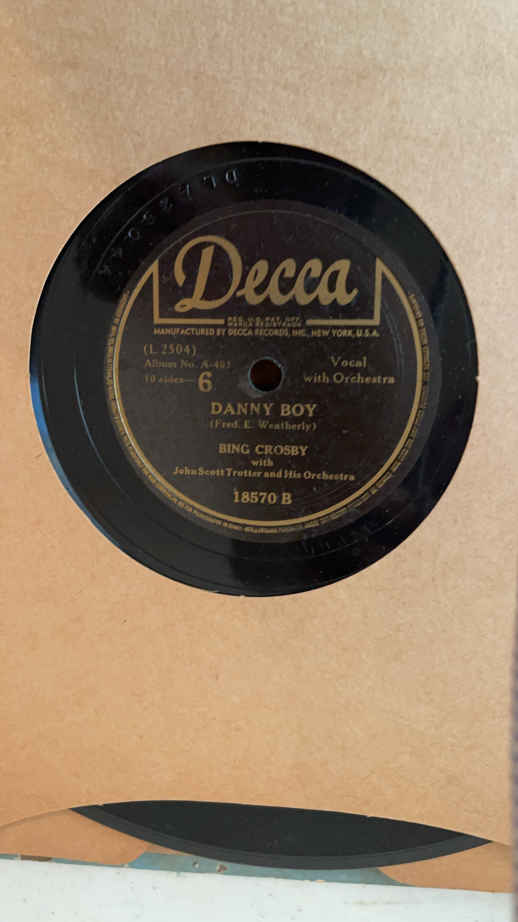 Decca
REG. U.S. PAT. OFF.
MARCA REGISTRADA
MANUFACTURED BY DECCA RECORDS, INC., NEW YORK, U.S.A.
(L 2504)
Album No. A-495
10 sides—6
Vocal
with Orchestra
DANNY BOY
(Fred. E. Weatherly)
BING CROSBY
with
John Scott Trotter and His Orchestra
18570 B